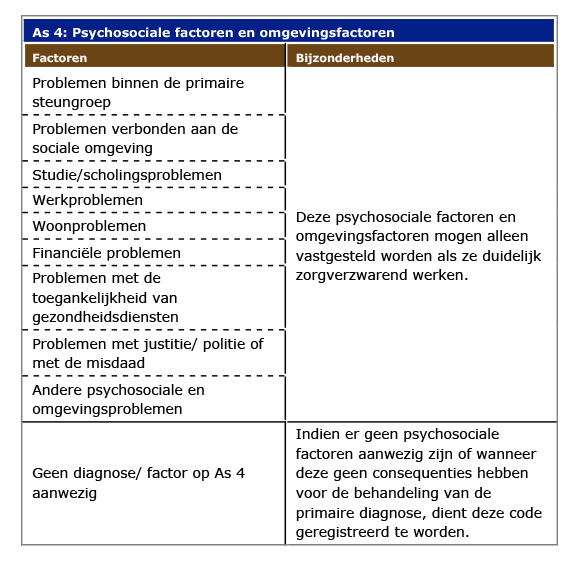 As 4: Psychosociale factoren en omgevingsfactoren
Factoren
Bijzonderheden
Problemen binnen de primaire
steungroep
Problemen verbonden aan de
sociale omgeving
Studie/scholingsproblemen
Werkproblemen
Woonproblemen
Financiële problemen
Problemen met de
toegankelijkheid van
gezondheidsdiensten
Problemen met justitie/ politie of
met de misdaad
Andere psychosociale en
omgevingsproblemen
Deze psychosociale factoren en
omgevingsfactoren mogen alleen
vastgesteld worden als ze duidelijk
zorgverzwarend werken.
Geen diagnose/ factor op As 4
aanwezig
Indien er geen psychosociale
factoren aanwezig zijn of wanneer
deze geen consequenties hebben
voor de behandeling van de
primaire diagnose, dient deze code
geregistreerd te worden.